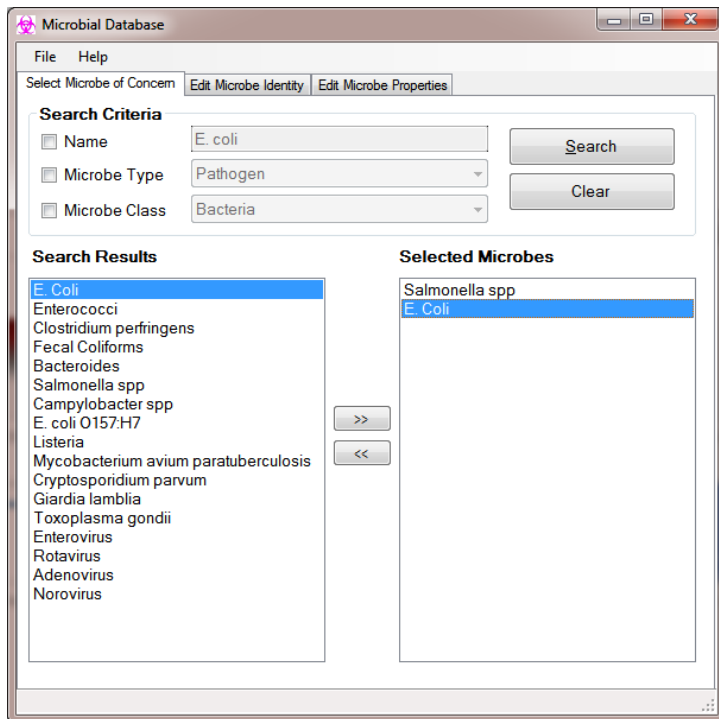 Microbial Database
File Help
Select Microbe of Concern Edit Microbe Identity Edit Microbe Properties
Search Criteria
Name E. coli Search
Microbe Type Pathogen
Clear
Microbe Class Bacteria
Search Results Selected Microbes
E. Coli Salmonella spp
Enterococci E. Coli
Clostridium perfringens
Fecal Coliforms
Bacteroides
Salmonella spp
Campylobacter spp
E. coli O157:H7
Listeria
Mycobacterium avium paratuberculosis
Cryptosporidium parvum
Giardia lamblia
Toxoplasma gondii
Enterovirus
Rotavirus
Adenovirus
Norovirus
>>
<<